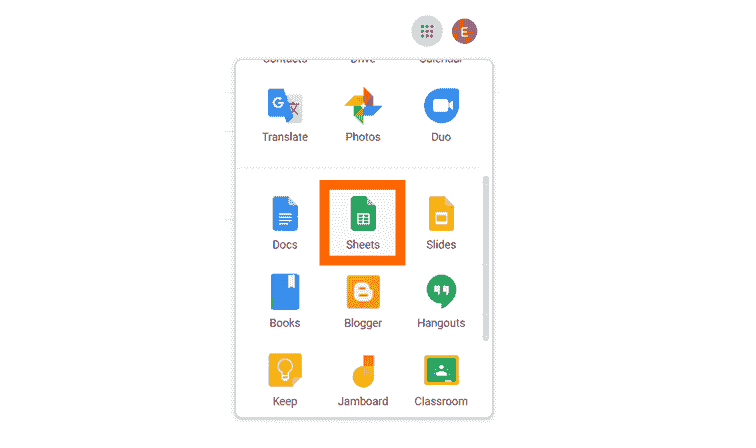 E
Contacts Drive Calendar
Translate Photos Duo
Docs Sheets Slides
Books Blogger Hangouts
Keep Jamboard Classroom